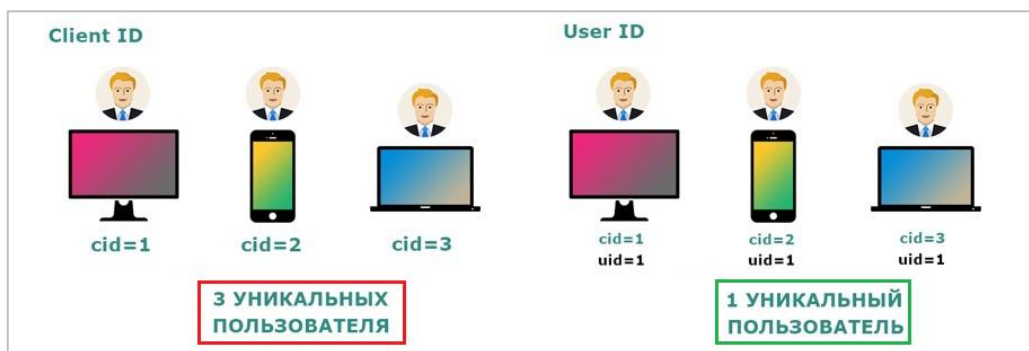 Client ID
cid=1
cid=2
cid=3
3 УНИКАЛЬНЫХ
ПОЛЬЗОВАТЕЛЯ
User ID
cid=1
uid=1
cid=2
uid=1
cid=3
uid=1
1 УНИКАЛЬНЫЙ
ПОЛЬЗОВАТЕЛЬ